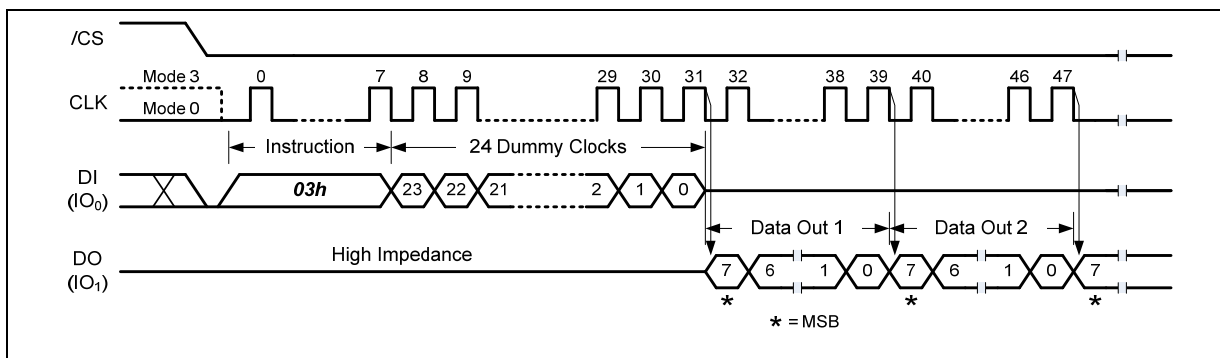 /CS
Mode 3 0 7 8 9 29 30 31 32 38 39 40 46 47
CLK
Mode 0
Instruction 24 Dummy Clocks
DI 03h 23 22 21 2 1 0
(IO0)
Data Out 1 Data Out 2
DO High Impedance 7 6 1 0 7 6 1 0 7
(IO1)
* * *
* = MSB